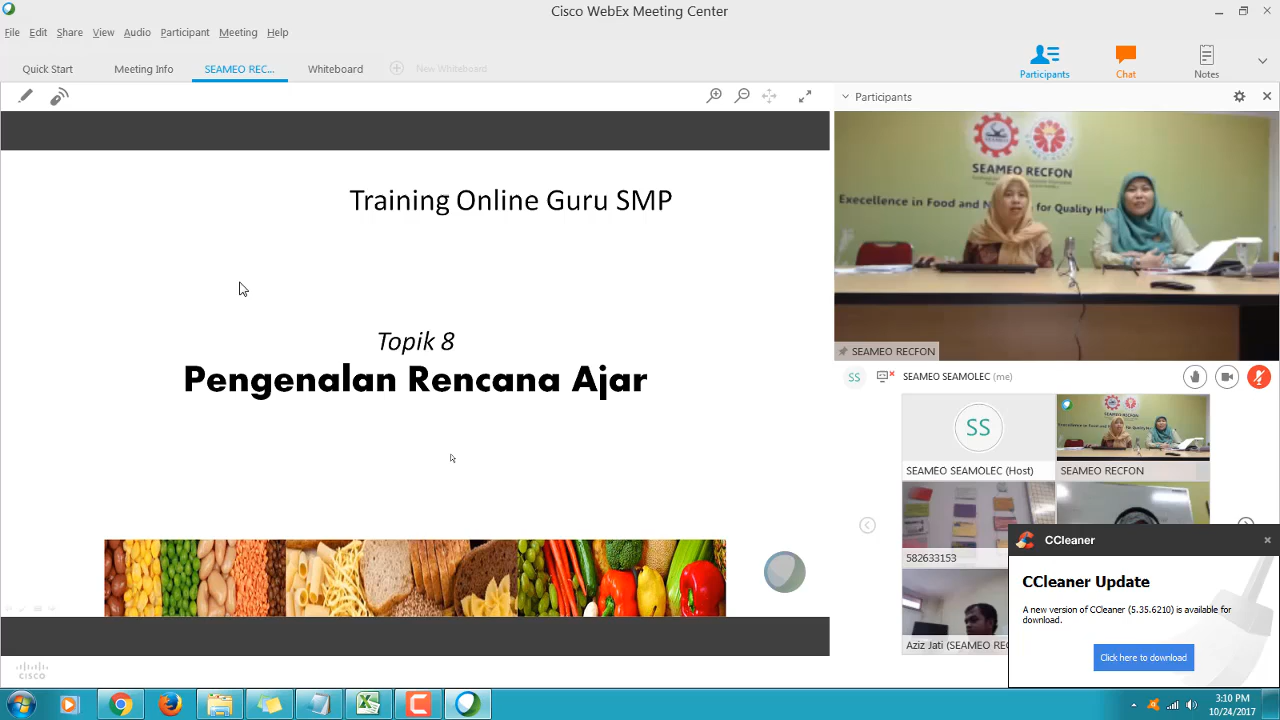 Cisco WebEx Meeting Center
File Edit Share View Audio Participant Meeting Help
Quick Start Meeting Info SEAMEO REC... Whiteboard New Whiteboard
Participants Chat Notes
Participants
Training Online Guru SMP
Topik 8
Pengenalan Rencana Ajar
CISCO
SEAMEO RECFON
Execellence in Food and for Quality
SEAMEO RECFON
SS SEAMEO SEAMOLEC (me)
SS
SEAMEO SEAMOLEC (Host) SEAMEO RECFON
582633153
Aziz Jati (SEAMEO RE
CCleaner
CCleaner Update
A new version of CCleaner (5.35.6210) is available for
download.
Click here to download
3:10 PM
10/24/2017